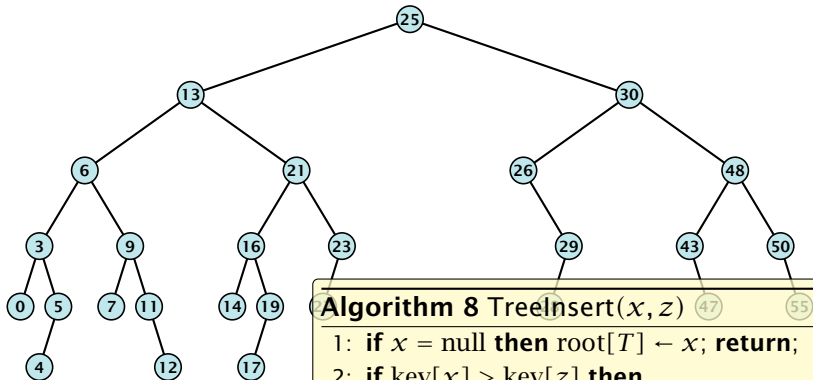 25
13 30
6 21 26 48
3 9 16 23 29 43 50
0 5 7 11 14 19 47 55
Algorithm 8 TreeInsert(x, z)
4 12 17
1: if x = null then root[T] ← x; return;
2: if key[x] > key[z] then